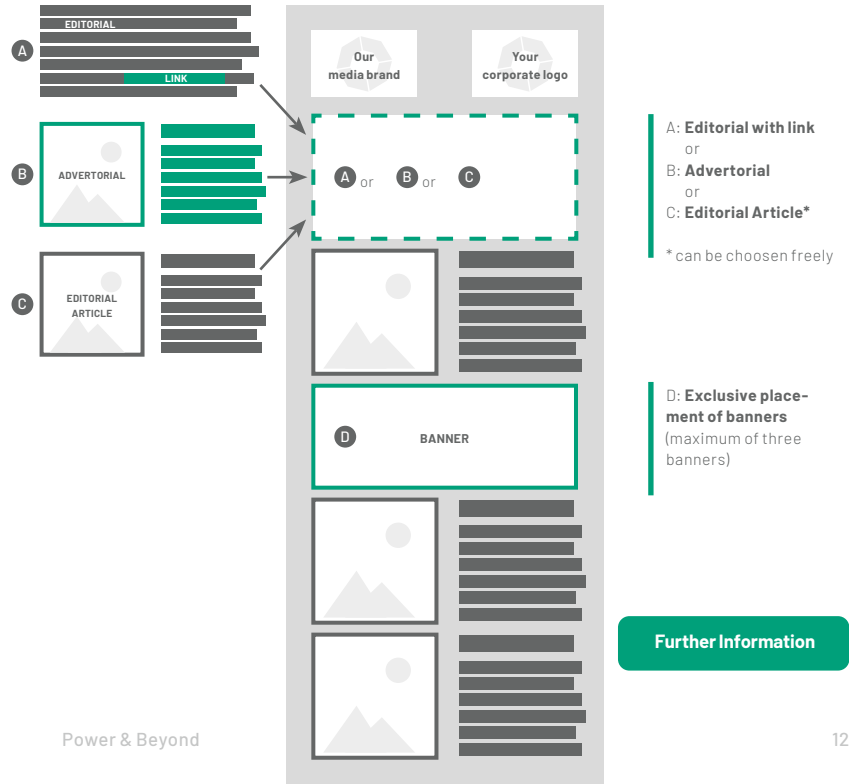 A
EDITORIAL
LINK
B
ADVERTORIAL
C
EDITORIAL
ARTICLE
Our
media brand
Your
corporate logo
A or B or C
D
BANNER
A: Editorial with link
or
B: Advertorial
or
C: Editorial Article*
* can be choosen freely
D: Exclusive place-
ment of banners
(maximum of three
banners)
Further Information
Power & Beyond
12